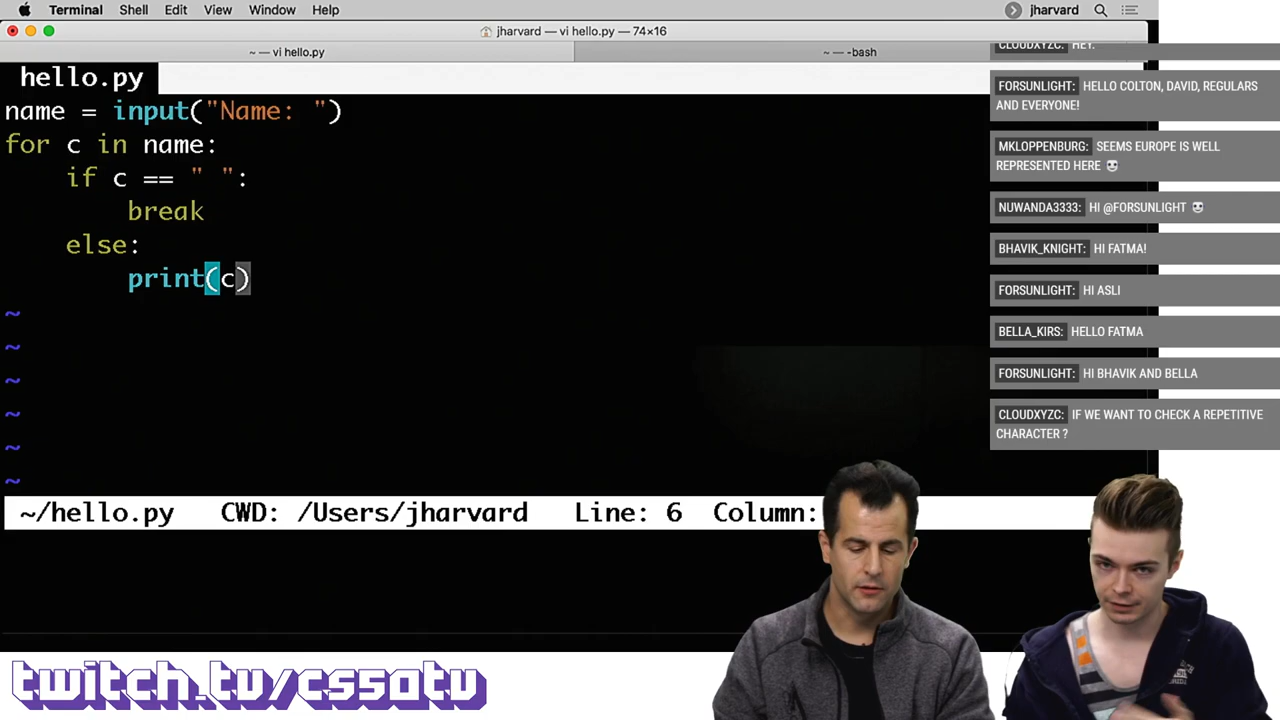 Terminal Shell Edit View Window Help jharvard
jharvard — vi hello.py — 74×16
~ — vi hello.py
~ — -bash
hello.py
name = input("Name: ")
for c in name:
    if c == " ":
        break
    else:
        print(c)
~
~
~
~
~
~
~/hello.py CWD: /Users/jharvard Line: 6 Column:
CLOUDXYZC: HEY.
FORSUNLIGHT: HELLO COLTON, DAVID, REGULARS
AND EVERYONE!
MKLOPPENBURG: SEEMS EUROPE IS WELL
REPRESENTED HERE
NUWANDA3333: HI @FORSUNLIGHT
BHAVIK_KNIGHT: HI FATMA!
FORSUNLIGHT: HI ASLI
BELLA_KIRS: HELLO FATMA
FORSUNLIGHT: HI BHAVIK AND BELLA
CLOUDXYZC: IF WE WANT TO CHECK A REPETITIVE
CHARACTER ?
twitch.tv/cs50tv